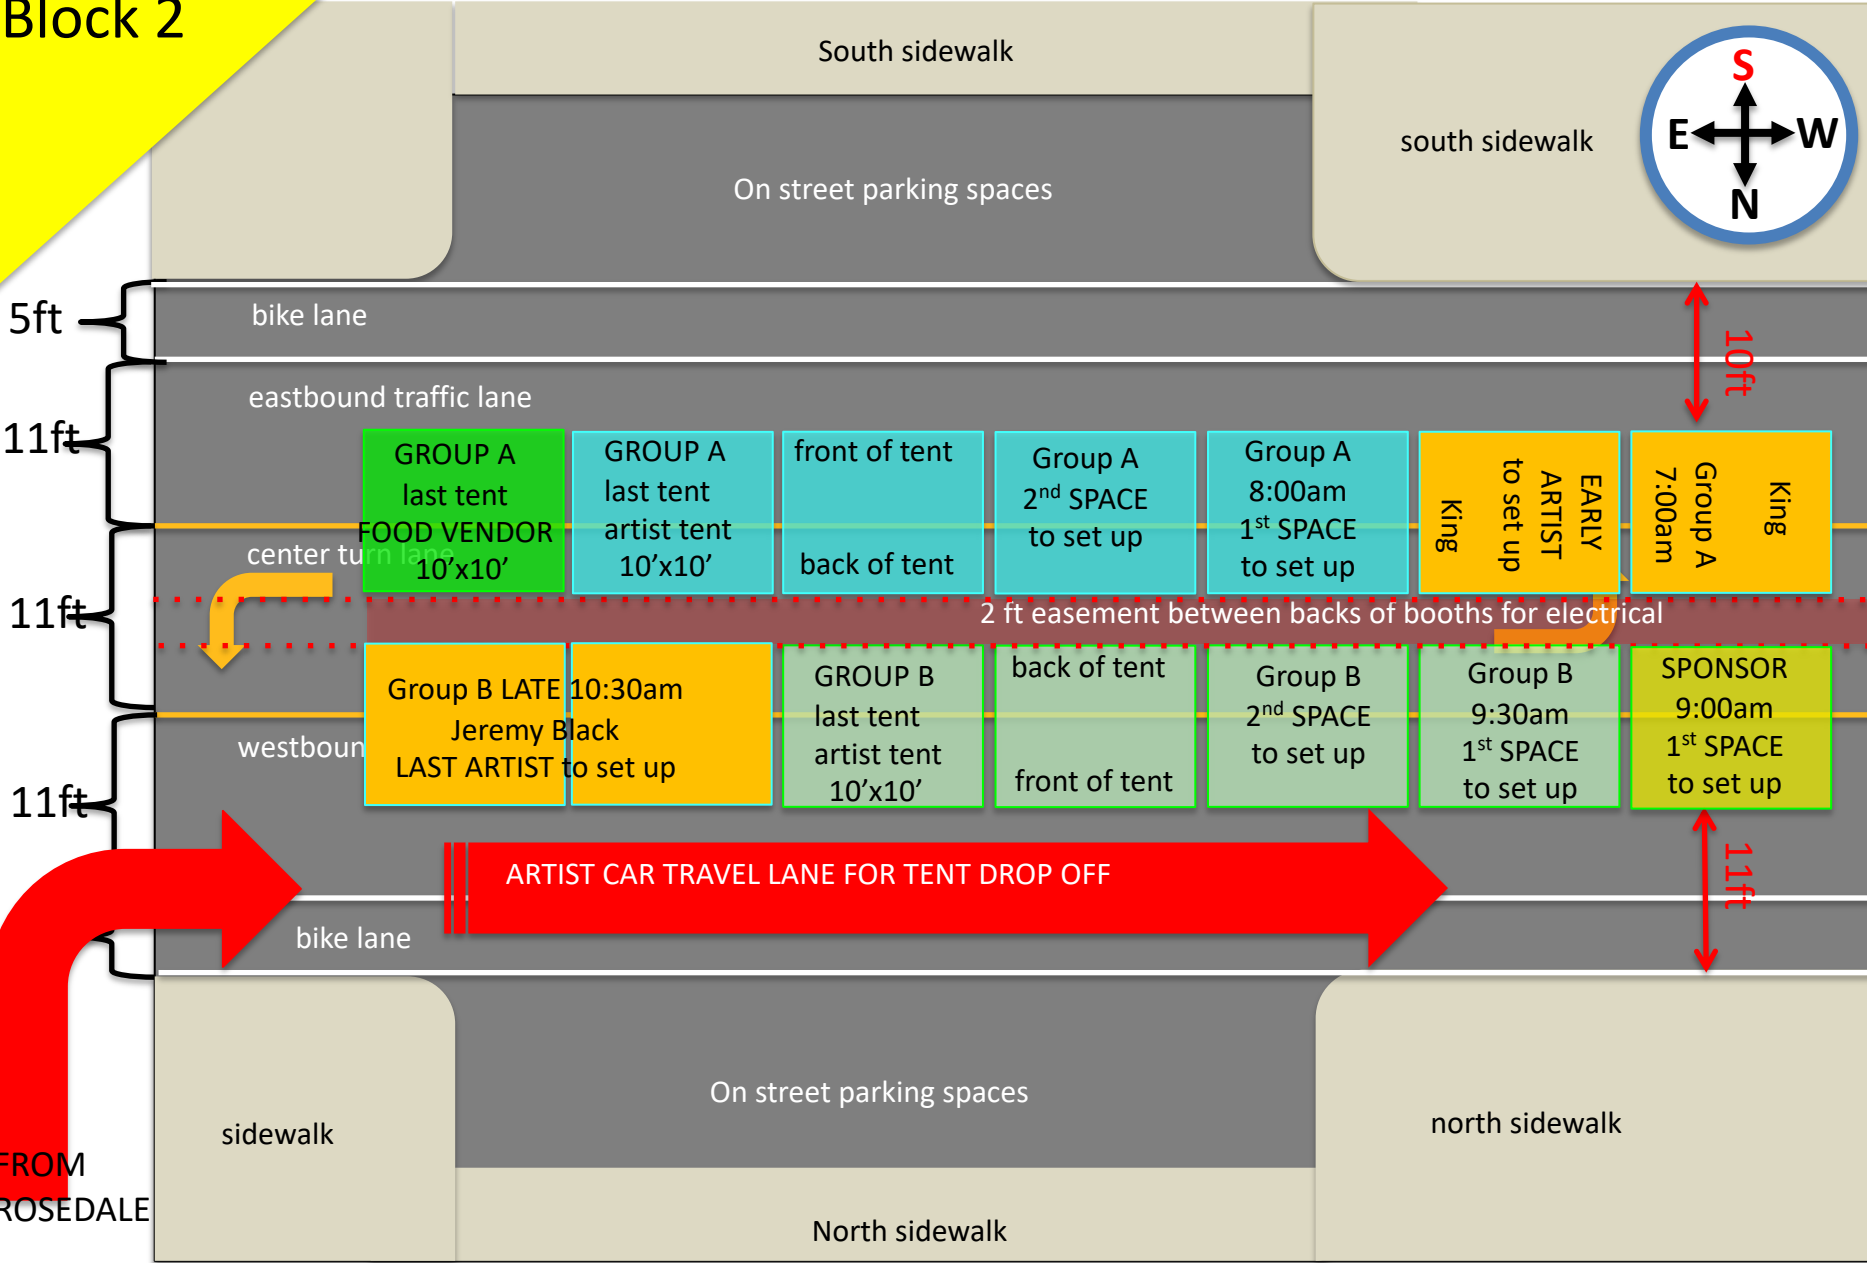 Block 2
South sidewalk
S
E W
N
south sidewalk
On street parking spaces
5ft
bike lane
10ft
eastbound traffic lane
11ft
GROUP A
last tent
FOOD VENDOR
10’x10’
GROUP A
last tent
artist tent
10’x10’
front of tent
back of tent
Group A
2nd SPACE
to set up
Group A
8:00am
1st SPACE
to set up
EARLY
ARTIST
to set up
King
King
Group A
7:00am
center turn lane
2 ft easement between backs of booths for electrical
11ft
Group B LATE 10:30am
Jeremy Black
LAST ARTIST to set up
GROUP B
last tent
artist tent
10’x10’
back of tent
front of tent
Group B
2nd SPACE
to set up
Group B
9:30am
1st SPACE
to set up
SPONSOR
9:00am
1st SPACE
to set up
westboun
11ft
11ft
ARTIST CAR TRAVEL LANE FOR TENT DROP OFF
bike lane
On street parking spaces
sidewalk
north sidewalk
FROM
ROSEDALE
North sidewalk